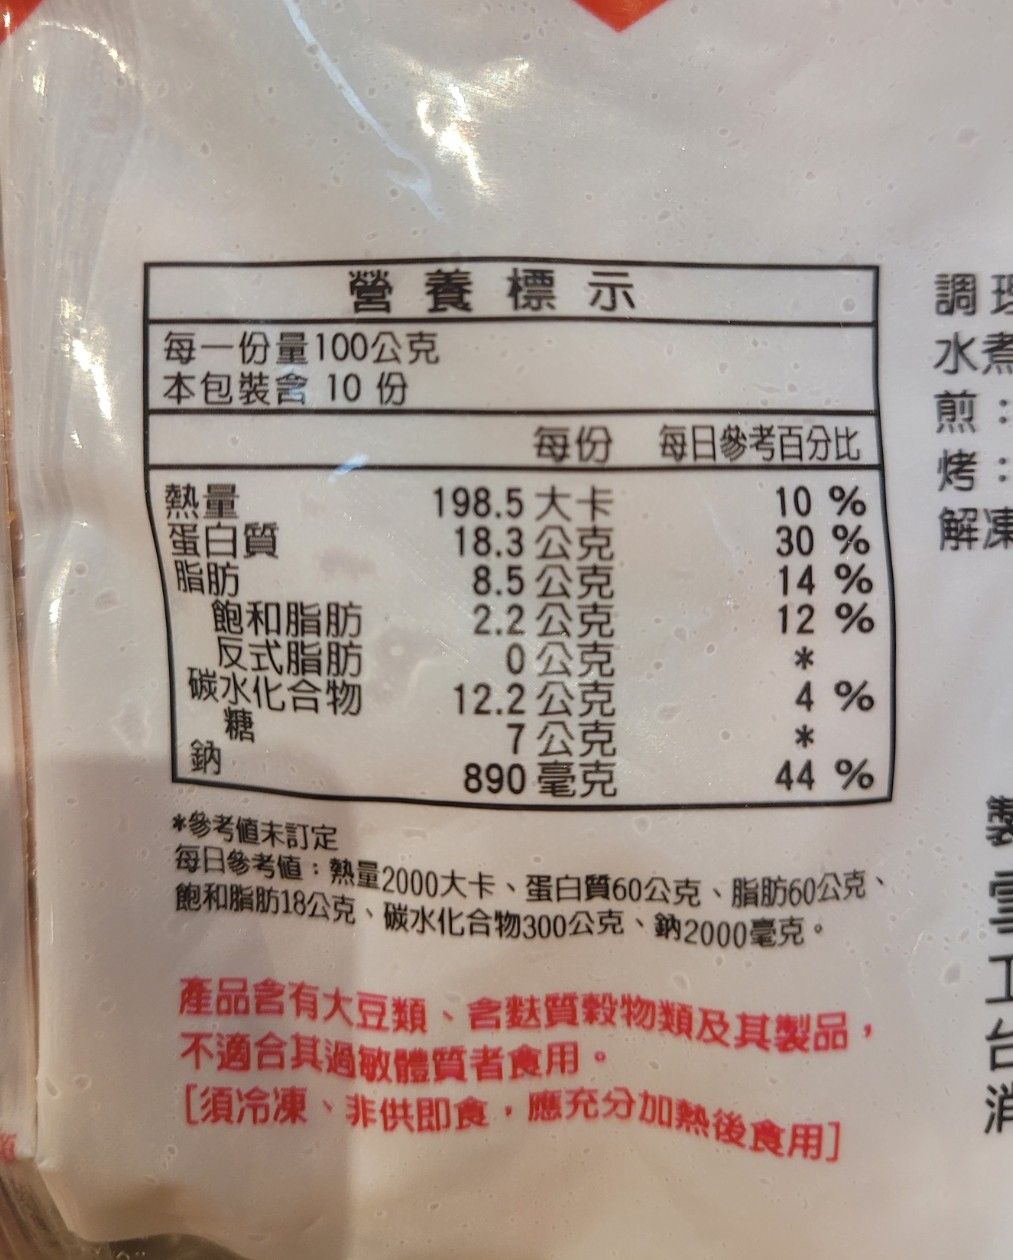 營養標示
每一份量100公克
本包裝含 10 份
每份 每日參考百分比
熱量 198.5 大卡 10 %
蛋白質 18.3 公克 30 %
脂肪 8.5 公克 14 %
飽和脂肪 2.2 公克 12 %
反式脂肪 0 公克 *
碳水化合物 12.2 公克 4 %
糖 7 公克 *
鈉 890 毫克 44 %
*參考值未訂定
每日參考值：熱量2000大卡、蛋白質60公克、脂肪60公克、
飽和脂肪18公克、碳水化合物300公克、鈉2000毫克。
產品含有大豆類、含麩質穀物類及其製品，
不適合其過敏體質者食用。
[須冷凍、非供即食，應充分加熱後食用]
調理
水煮
煎：
烤：
解凍
製
雪
工
台
消